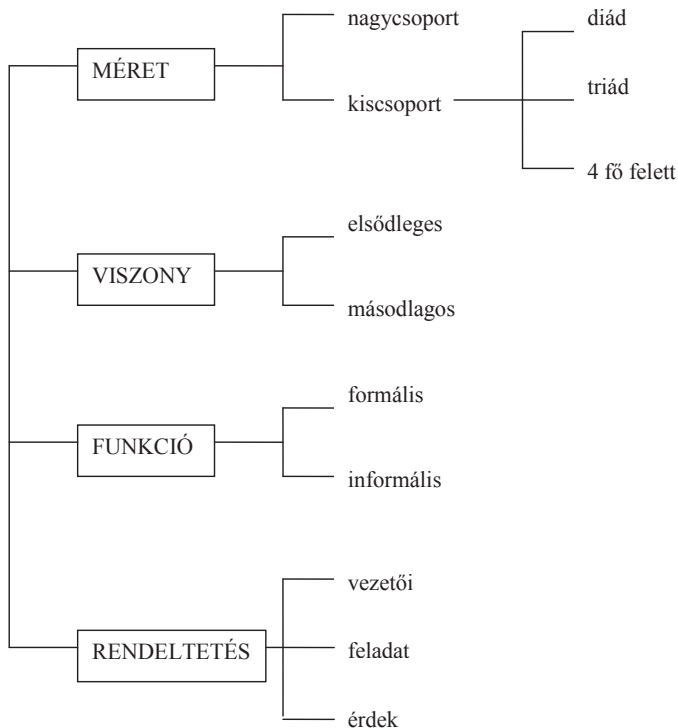 nagycsoport
diád
MÉRET
triád
kiscsoport
4 fő felett
elsődleges
VISZONY
másodlagos
formális
FUNKCIÓ
informális
vezetői
RENDELTETÉS
feladat
érdek